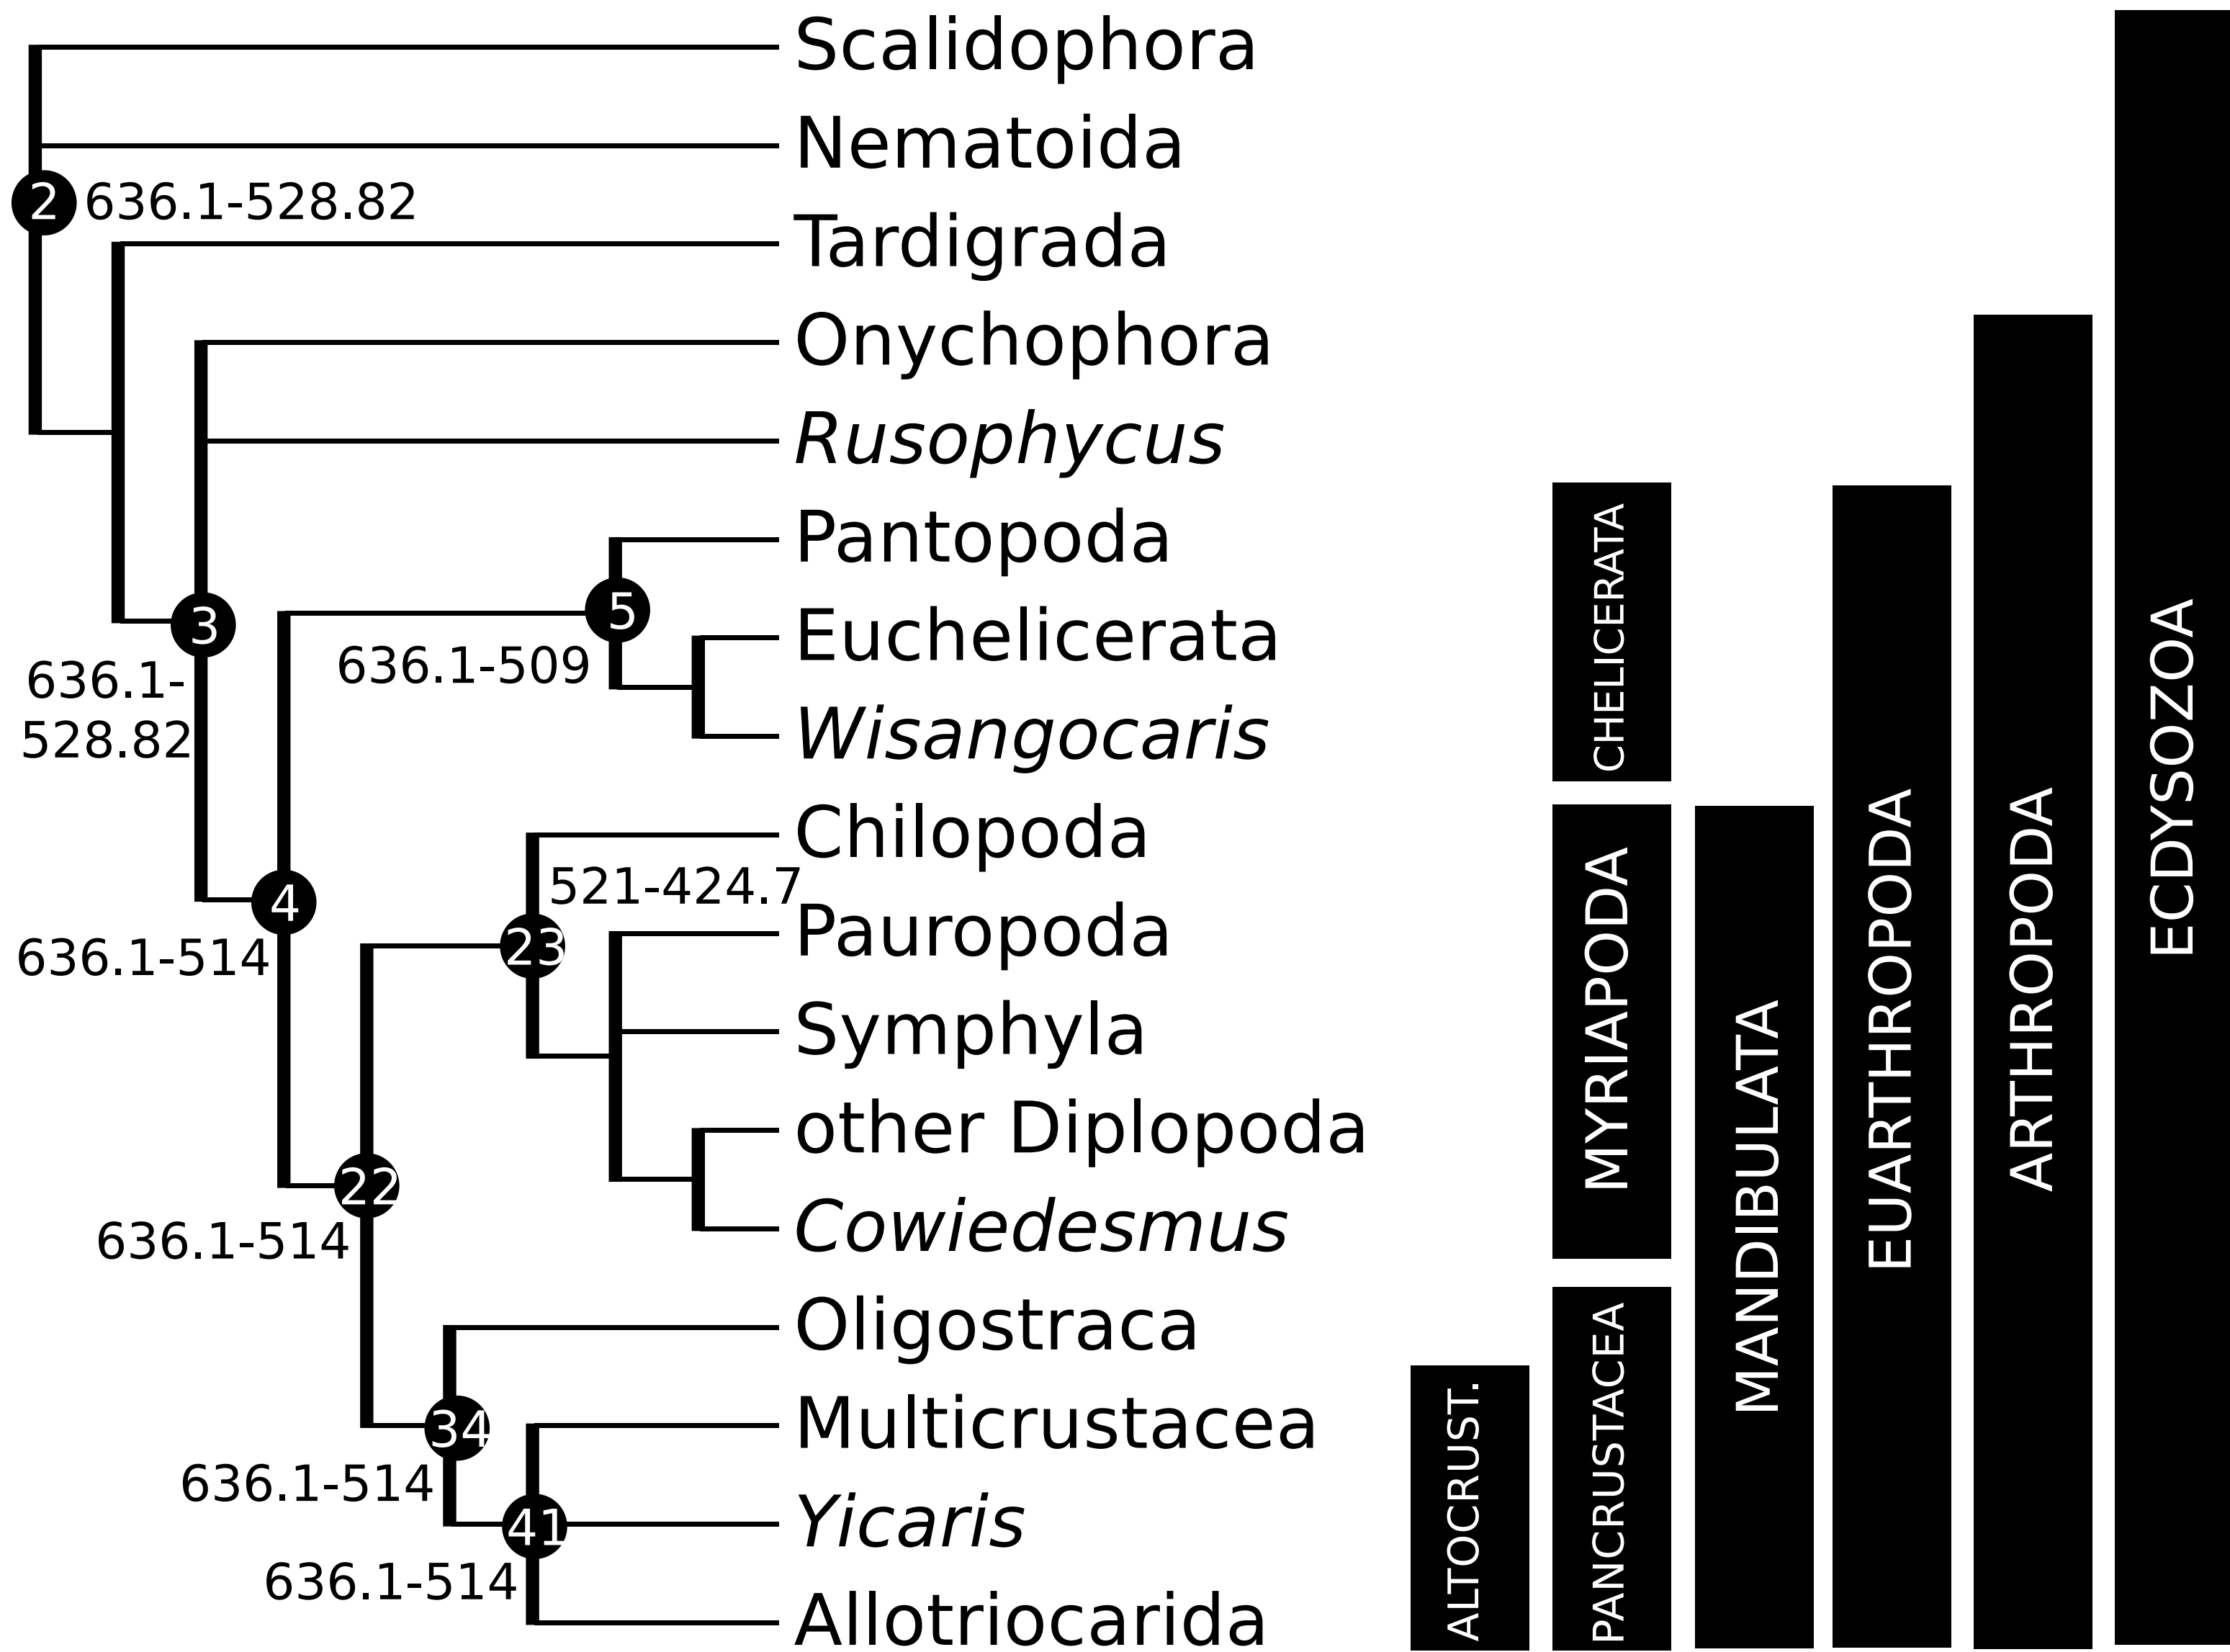 Scalidophora
Nematoida
2 636.1-528.82
Tardigrada
Onychophora
Rusophycus
Pantopoda
5
3
Euchelicerata
636.1-509
636.1-
528.82
Wisangocaris
Chilopoda
521-424.7
4
Pauropoda
23
636.1-514
Symphyla
other Diplopoda
22
Cowiedesmus
636.1-514
Oligostraca
Multicrustacea
34
636.1-514
Yicaris
41
636.1-514
Allotriocarida
ALTOCRUST.
CHELICERATA
MYRIAPODA
PANCRUSTACEA
MANDIBULATA
EUARTHROPODA
ARTHROPODA
ECDYSOZOA